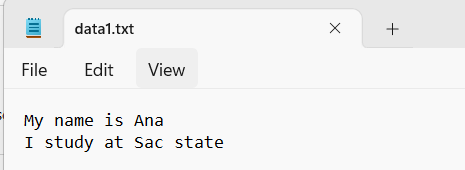 data1.txt
File Edit View
My name is Ana
I study at Sac state